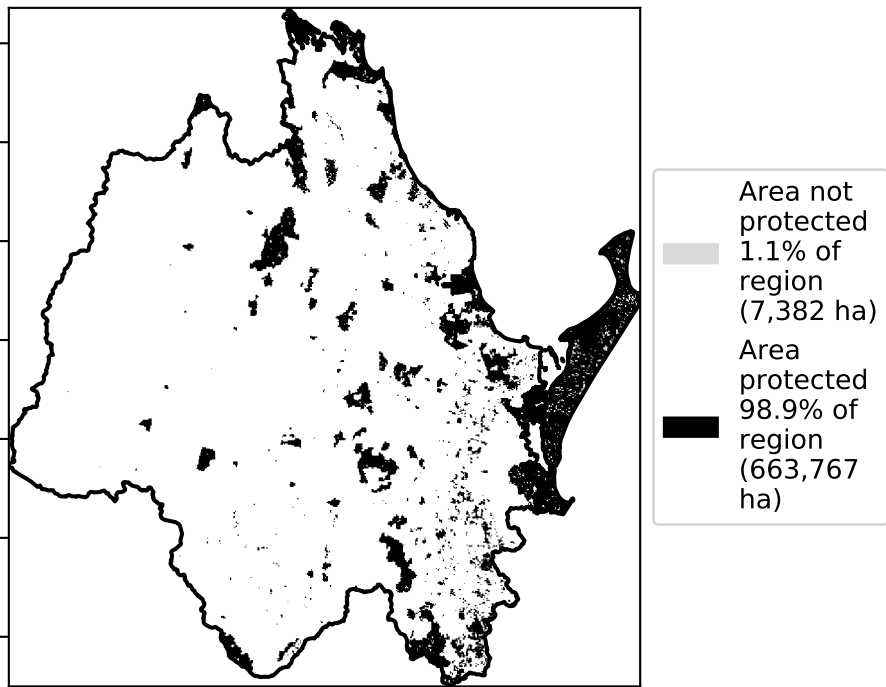 Area not
protected
1.1% of
region
(7,382 ha)
Area
protected
98.9% of
region
(663,767
ha)